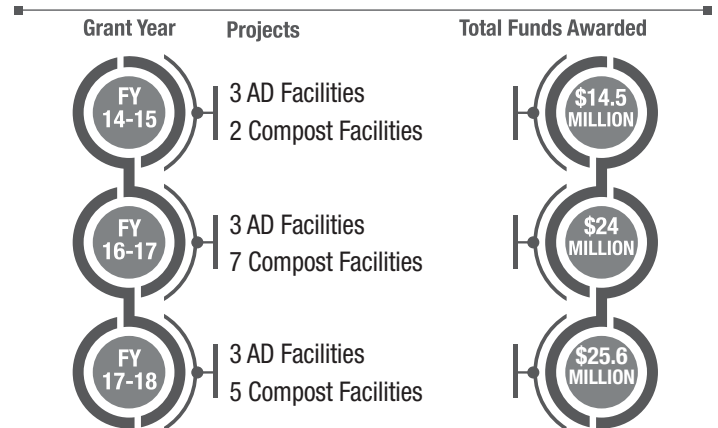 Grant Year Projects Total Funds Awarded
FY
14-15
3 AD Facilities
2 Compost Facilities
$14.5
MILLION
FY
16-17
3 AD Facilities
7 Compost Facilities
$24
MILLION
FY
17-18
3 AD Facilities
5 Compost Facilities
$25.6
MILLION